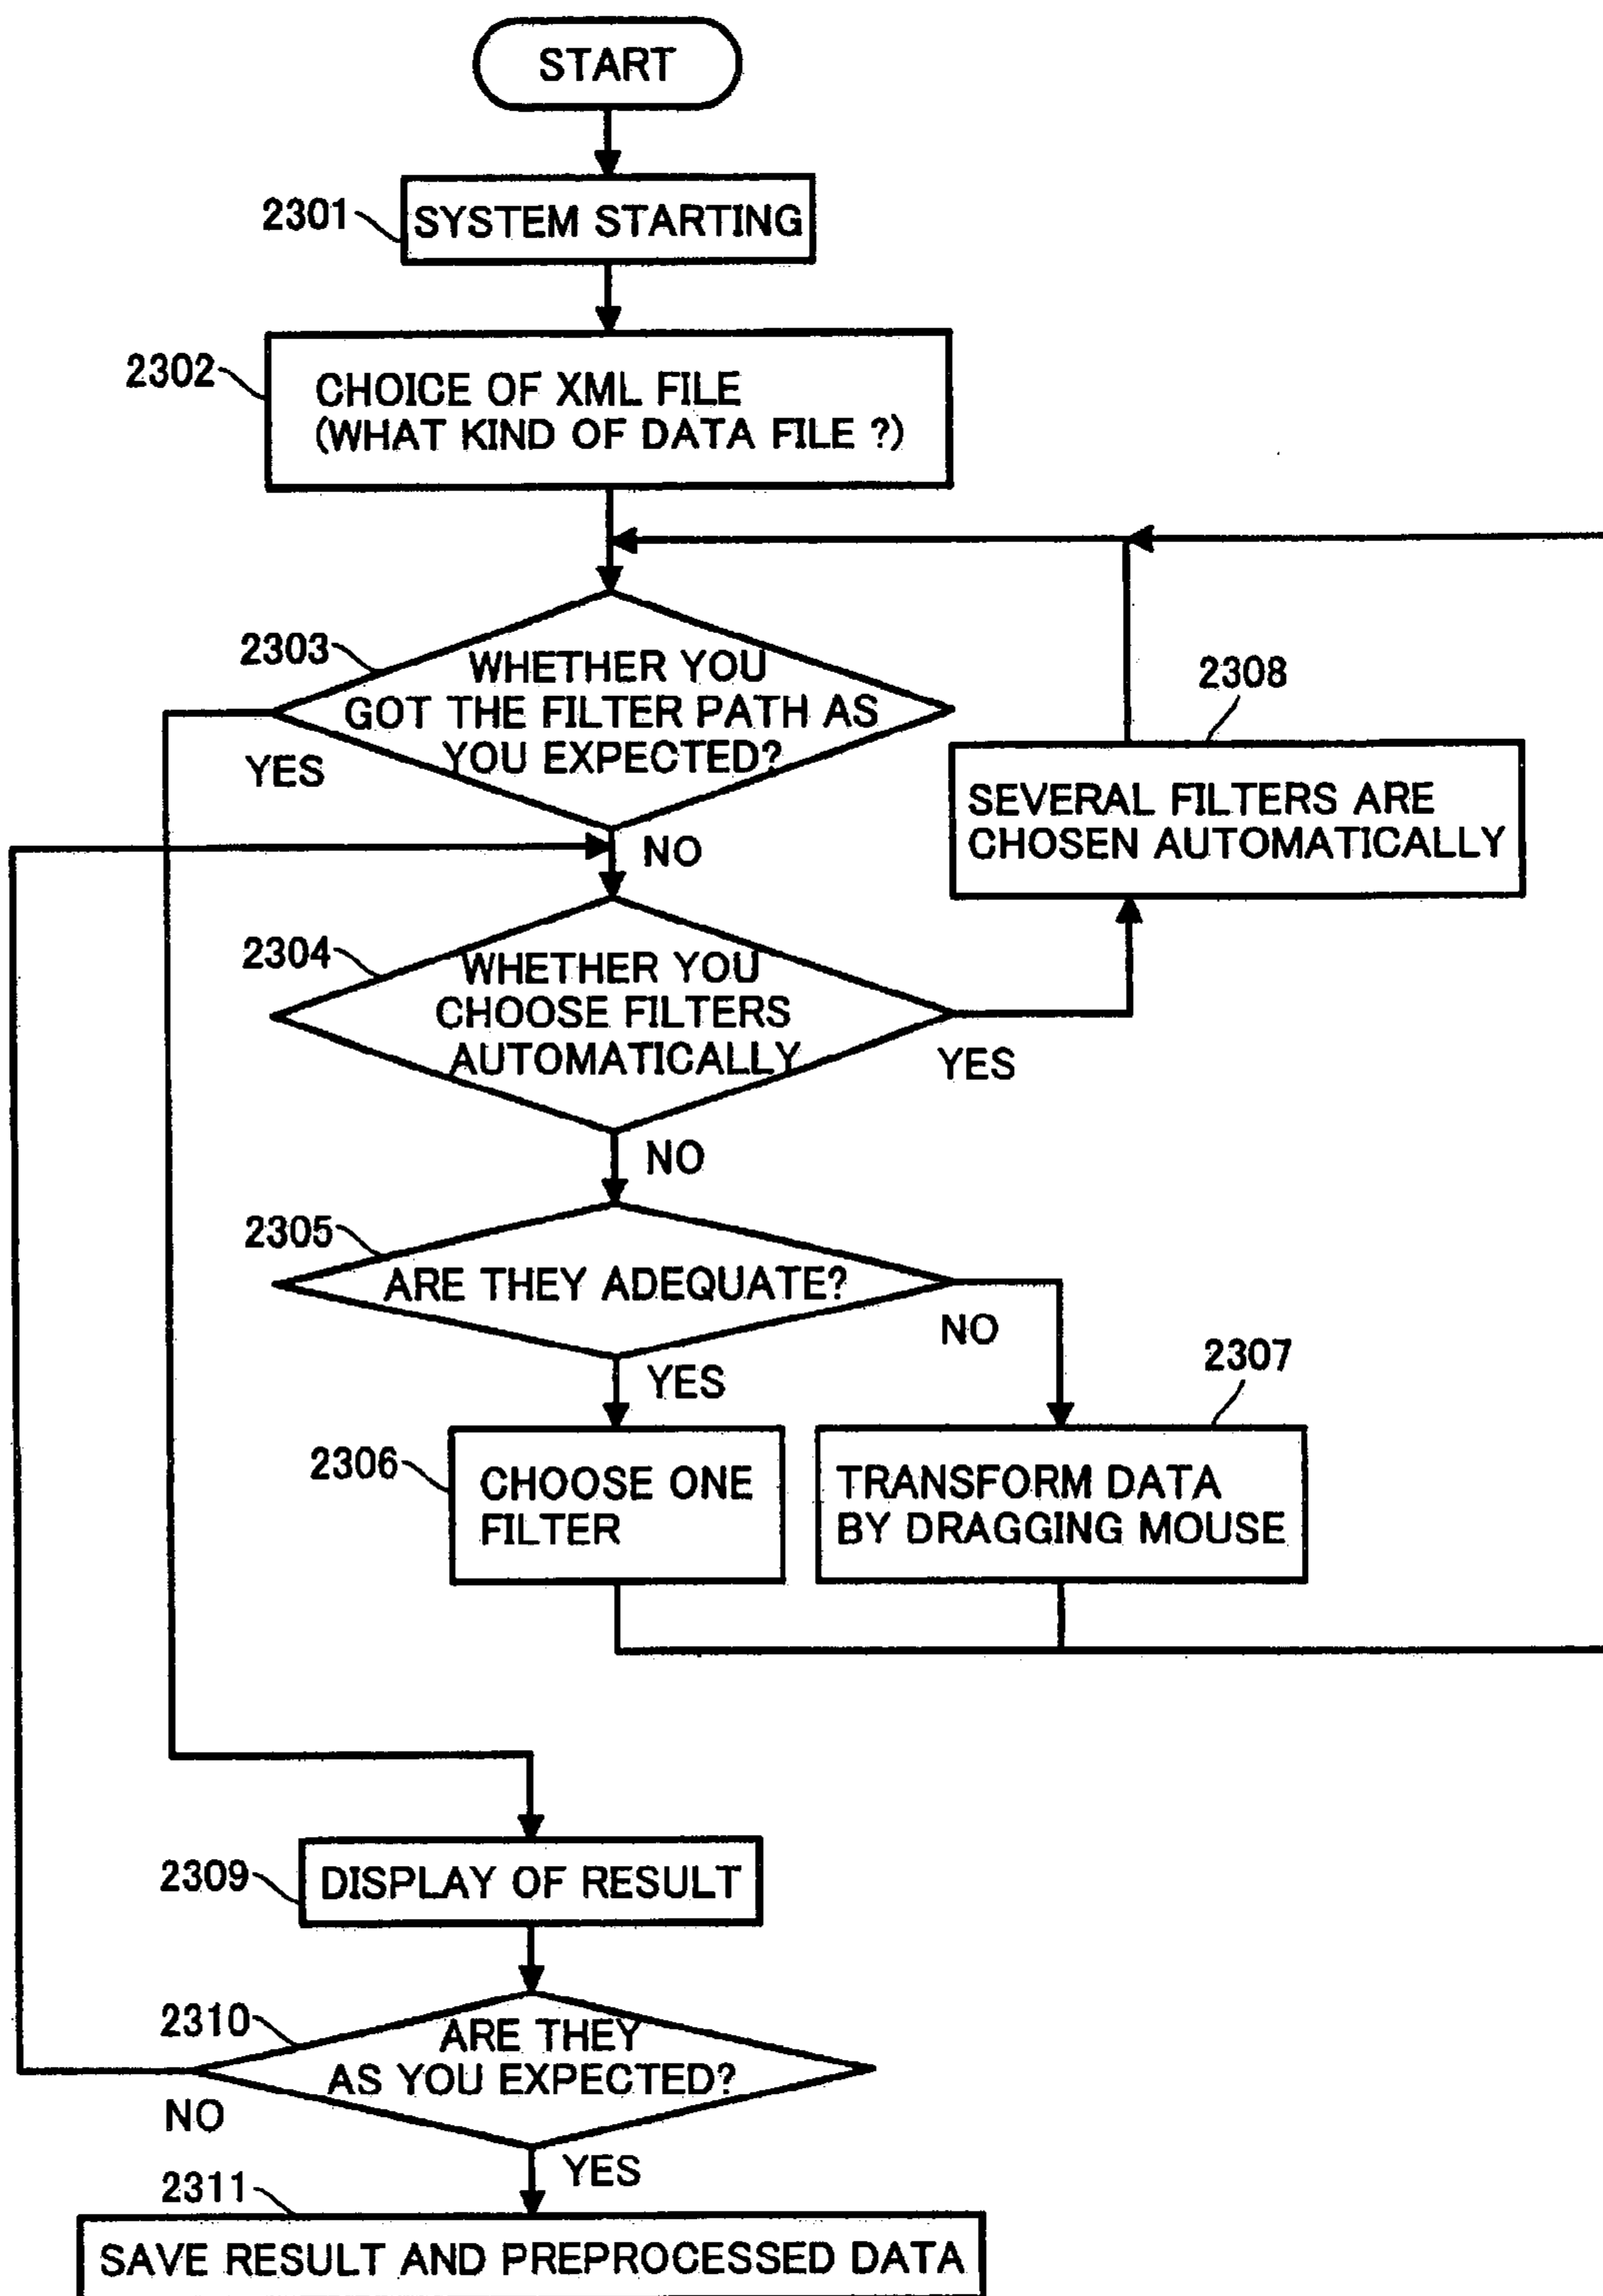 START
2301
SYSTEM STARTING
2302
CHOICE OF XML FILE
(WHAT KIND OF DATA FILE ?)
2303
WHETHER YOU
GOT THE FILTER PATH AS
YOU EXPECTED?
YES
NO
2308
SEVERAL FILTERS ARE
CHOSEN AUTOMATICALLY
2304
WHETHER YOU
CHOOSE FILTERS
AUTOMATICALLY
YES
NO
2305
ARE THEY ADEQUATE?
NO
YES
2306
CHOOSE ONE
FILTER
2307
TRANSFORM DATA
BY DRAGGING MOUSE
2309
DISPLAY OF RESULT
2310
ARE THEY
AS YOU EXPECTED?
NO
YES
2311
SAVE RESULT AND PREPROCESSED DATA